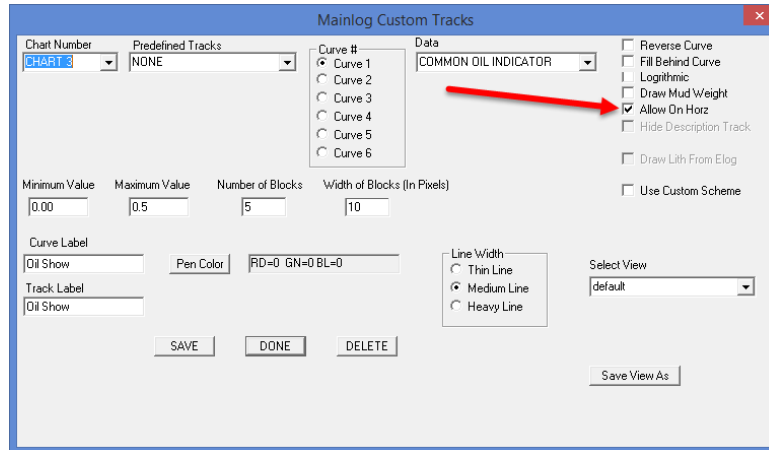 Mainlog Custom Tracks
Chart Number
CHART 3
Predefined Tracks
NONE
Curve #
Curve 1
Curve 2
Curve 3
Curve 4
Curve 5
Curve 6
Data
COMMON OIL INDICATOR
Reverse Curve
Fill Behind Curve
Logrithmic
Draw Mud Weight
Allow On Horz
Hide Description Track
Draw Lith From Elog
Use Custom Scheme
Minimum Value
0.00
Maximum Value
0.5
Number of Blocks
5
Width of Blocks (In Pixels)
10
Curve Label
Oil Show
Pen Color
RD=0 GN=0 BL=0
Track Label
Oil Show
Line Width
Thin Line
Medium Line
Heavy Line
Select View
default
SAVE
DONE
DELETE
Save View As